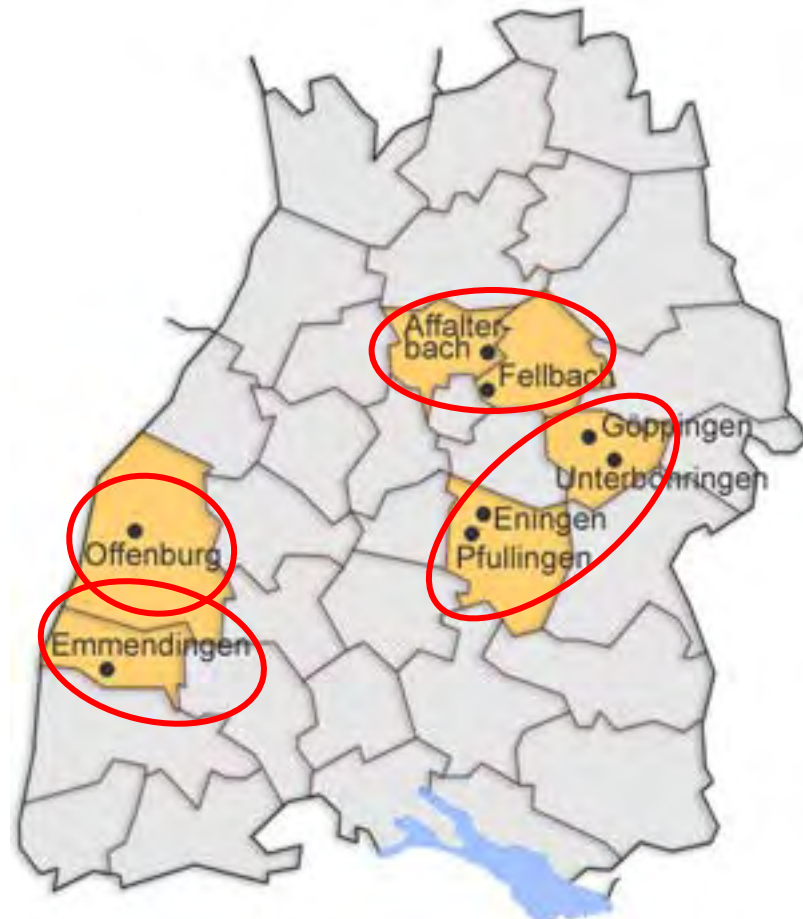 Affalter-
bach
Fellbach
Göppingen
Unterböhringen
Eningen
Pfullingen
Offenburg
Emmendingen